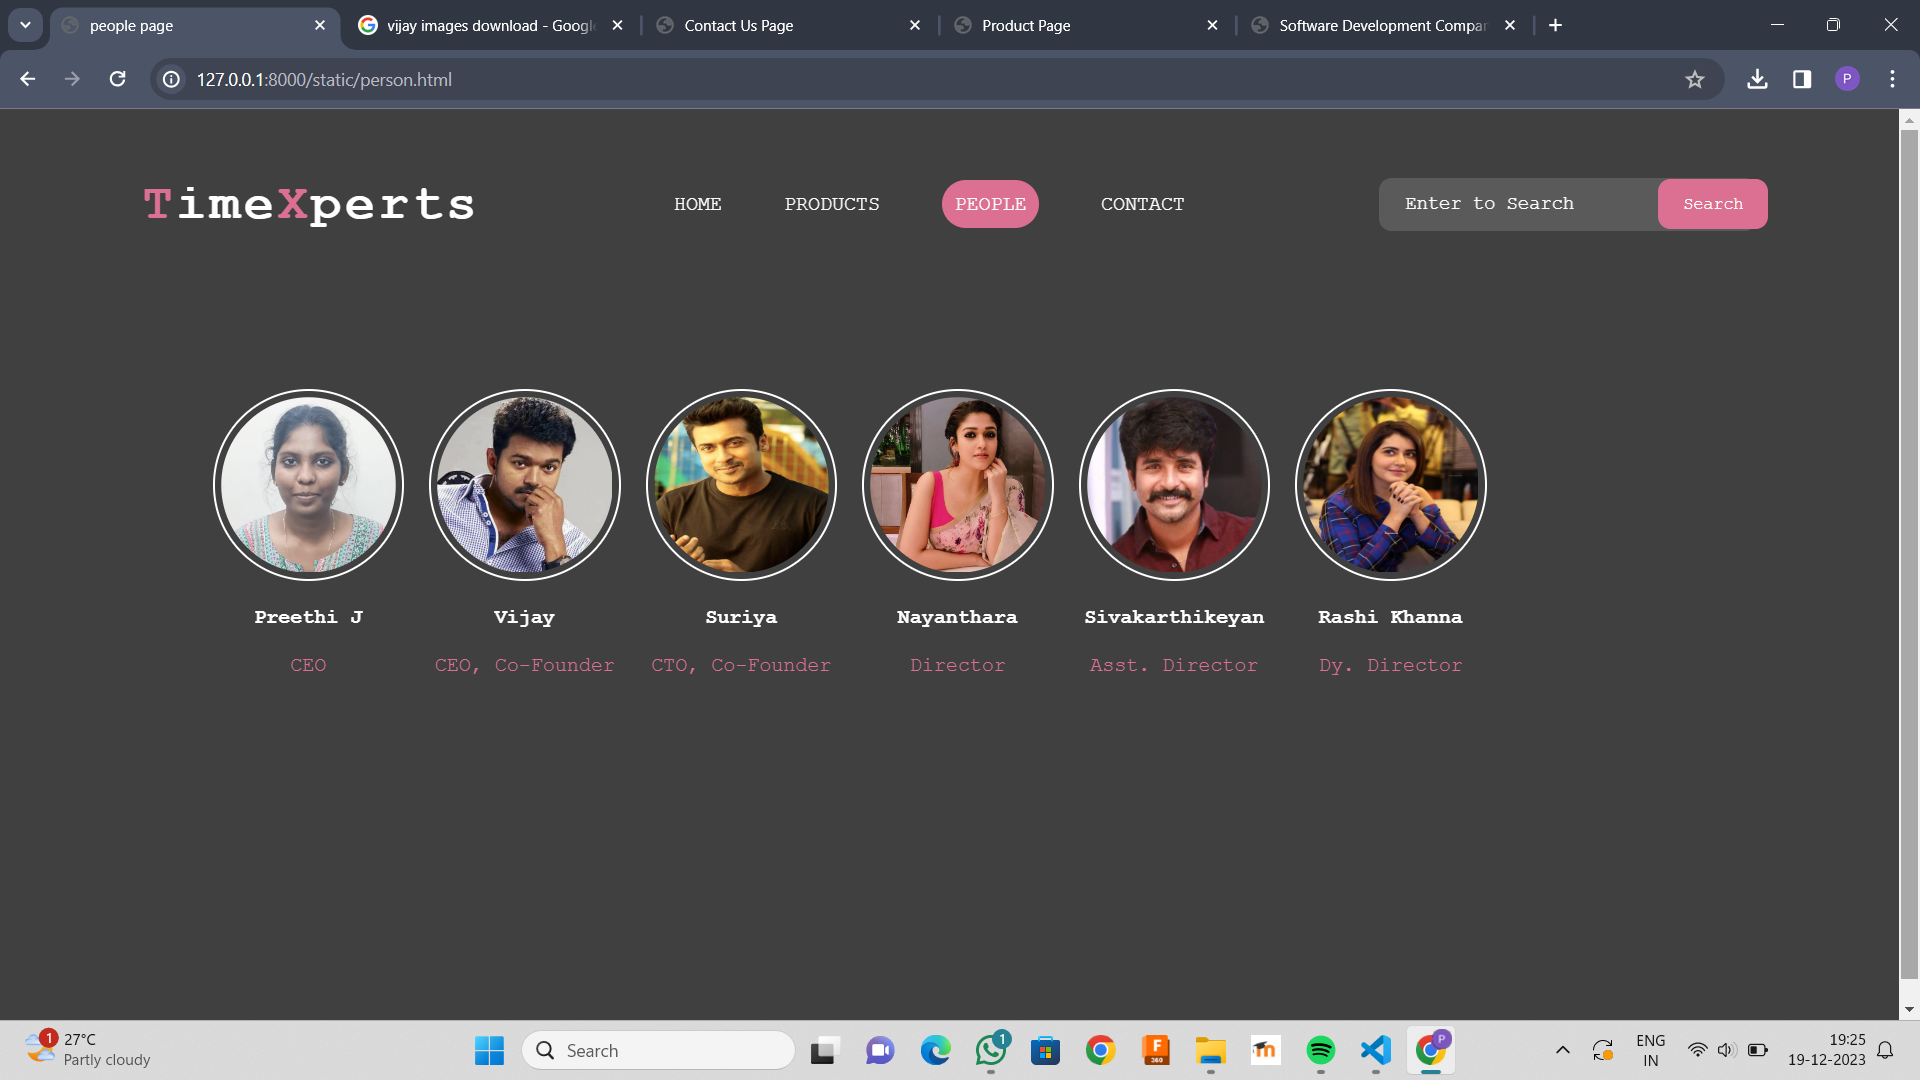 people page
vijay images download - Googl
Contact Us Page
Product Page
Software Development Compan
127.0.0.1:8000/static/person.html
P
TimeXperts
HOME
PRODUCTS
PEOPLE
CONTACT
Enter to Search
Search
Preethi J
Vijay
Suriya
Nayanthara
Sivakarthikeyan
Rashi Khanna
CEO
CEO, Co-Founder
CTO, Co-Founder
Director
Asst. Director
Dy. Director
1
27°C
Partly cloudy
Search
1
F
360
m
P
ENG
IN
19:25
19-12-2023